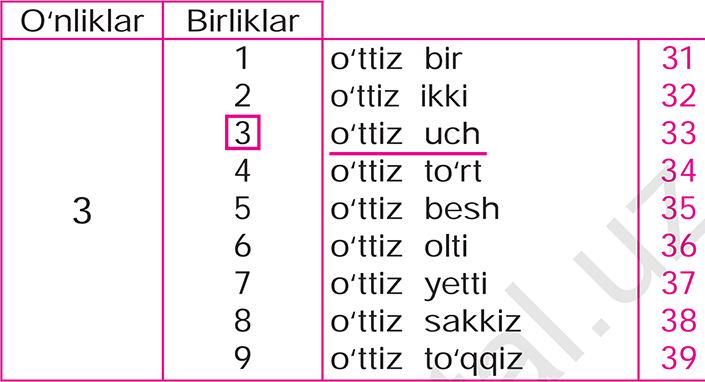 O‘nliklar Birliklar
1 o‘ttiz bir 31
2 o‘ttiz ikki 32
3 o‘ttiz uch 33
4 o‘ttiz to‘rt 34
3 5 o‘ttiz besh 35
6 o‘ttiz olti 36
7 o‘ttiz yetti 37
8 o‘ttiz sakkiz 38
9 o‘ttiz to‘qqiz 39
tal.uz